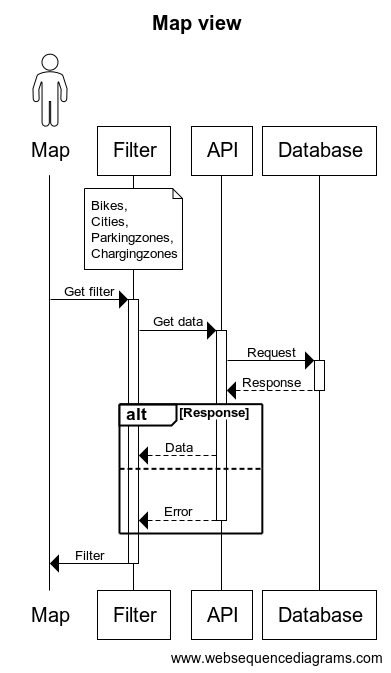 Map view
Map
Filter
API
Database
Bikes,
Cities,
Parkingzones,
Chargingzones
Get filter
Get data
Request
Response
alt
[Response]
Data
Error
Filter
Map
Filter
API
Database
www.websequencediagrams.com